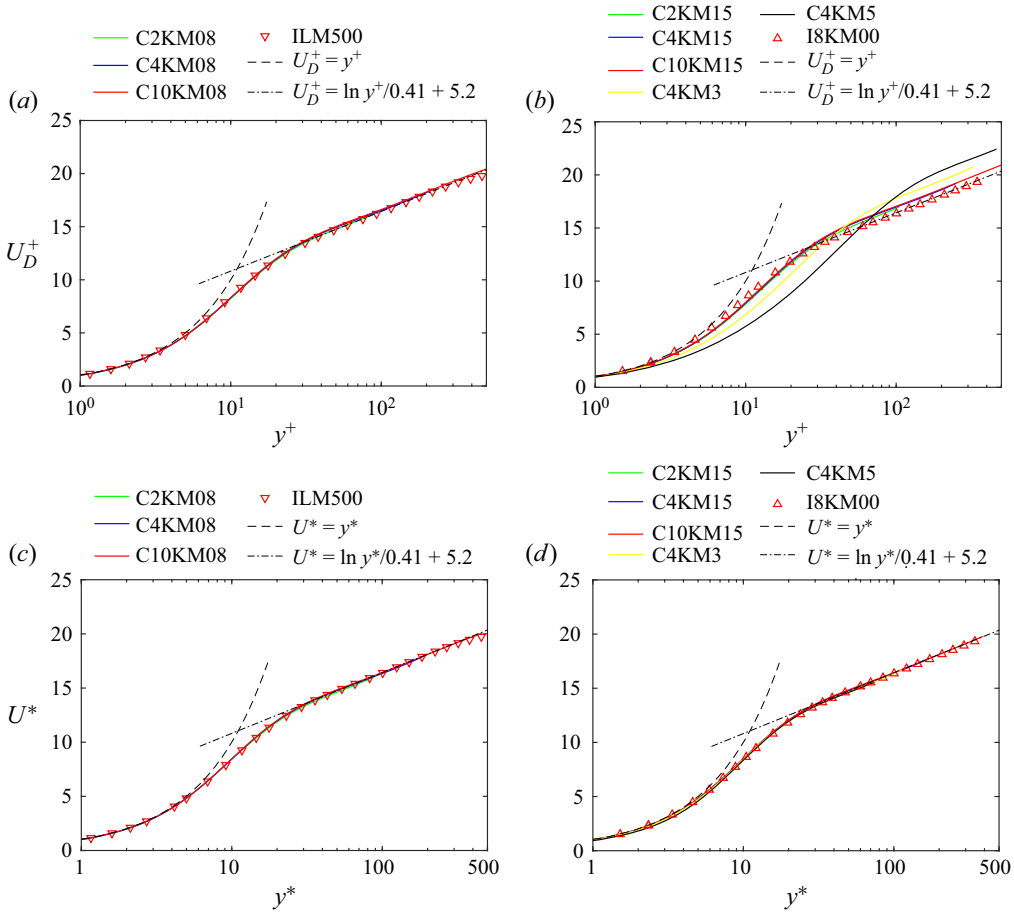 C2KM08 ILM500
C4KM08 U_D^+ = y^+
C10KM08 U_D^+ = ln y^+/0.41 + 5.2
(a)
25
20
15
10
5
0
U_D^+
10^0 10^1 10^2
y^+
C2KM15 C4KM5
C4KM15 I8KM00
C10KM15 U_D^+ = y^+
C4KM3 U_D^+ = ln y^+/0.41 + 5.2
(b)
25
20
15
10
5
0
10^0 10^1 10^2
y^+
C2KM08 ILM500
C4KM08 U* = y*
C10KM08 U* = ln y*/0.41 + 5.2
(c)
25
20
15
10
5
0
U*
1 10 100 500
y*
C2KM15 C4KM5
C4KM15 I8KM00
C10KM15 U* = y*
C4KM3 U* = ln y*/0.41 + 5.2
(d)
25
20
15
10
5
0
1 10 100 500
y*